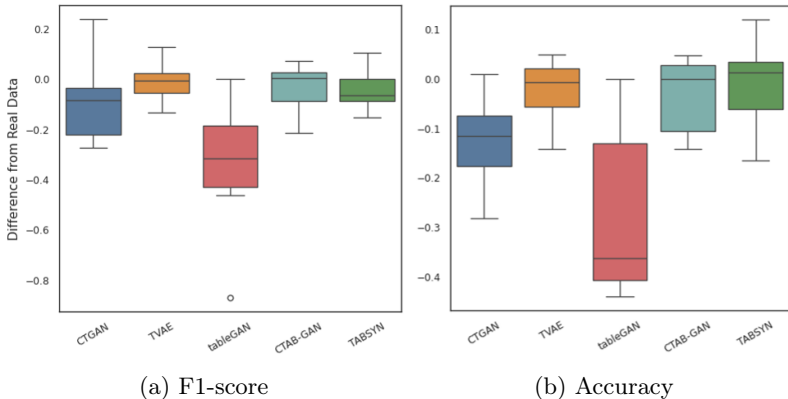 0.2
0.0
−0.2
−0.4
−0.6
−0.8
Difference from Real Data
CTGAN
TVAE
tableGAN
CTAB-GAN
TABSYN
(a) F1-score
0.1
0.0
−0.1
−0.2
−0.3
−0.4
CTGAN
TVAE
tableGAN
CTAB-GAN
TABSYN
(b) Accuracy